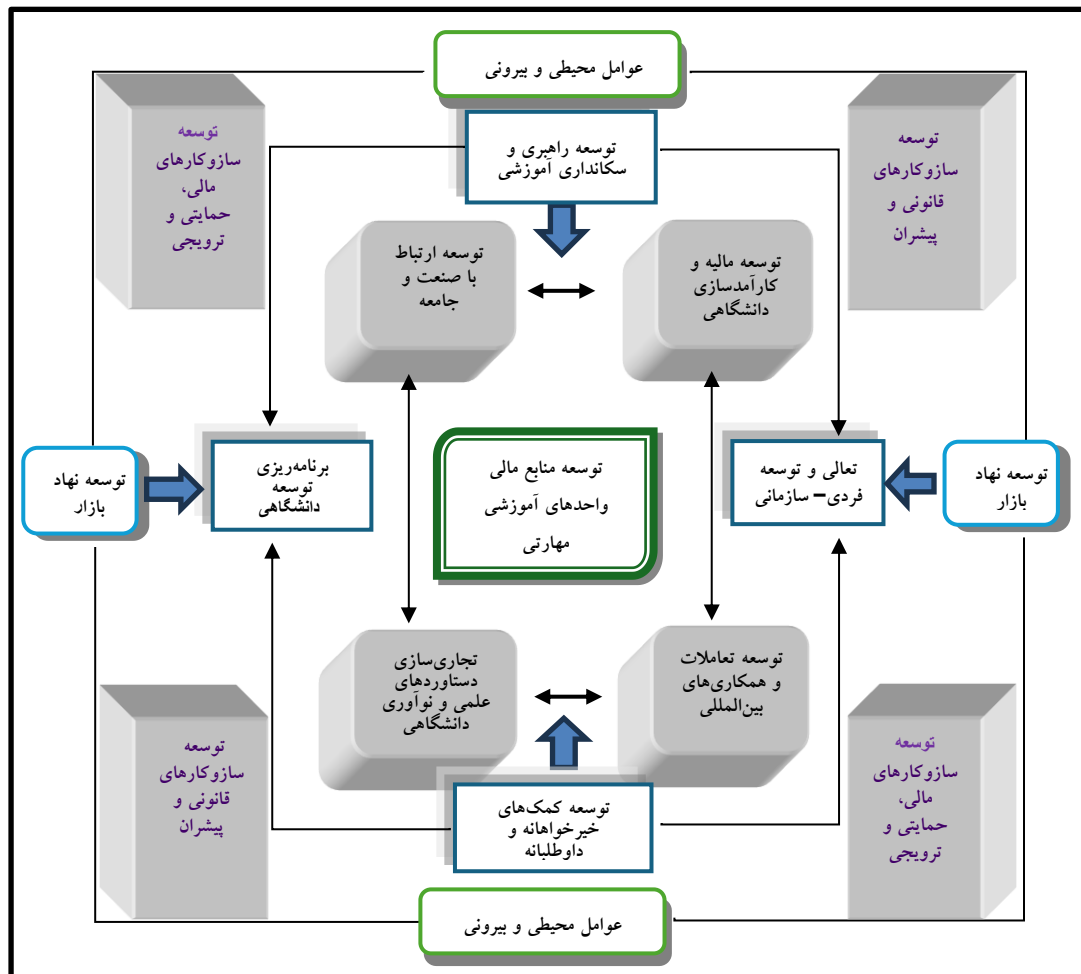 عوامل محیطی و بیرونی
توسعه
سازوکارهای
قانونی و
پیشران
توسعه راهبری و
سکانداری آموزشی
توسعه
سازوکارهای
مالی،
حمایتی و
ترویجی
توسعه مالیه و
کارآمدسازی
دانشگاهی
توسعه ارتباط
با صنعت و
جامعه
توسعه نهاد
بازار
تعالی و توسعه
فردی– سازمانی
توسعه منابع مالی
واحدهای آموزشی
مهارتی
برنامه‌ریزی
توسعه
دانشگاهی
توسعه نهاد
بازار
توسعه تعاملات
و همکاری‌های
بین‌المللی
تجاری‌سازی
دستاوردهای
علمی و نوآوری
دانشگاهی
توسعه
سازوکارهای
مالی،
حمایتی و
ترویجی
توسعه کمک‌های
خیرخواهانه و
داوطلبانه
توسعه
سازوکارهای
قانونی و
پیشران
عوامل محیطی و بیرونی